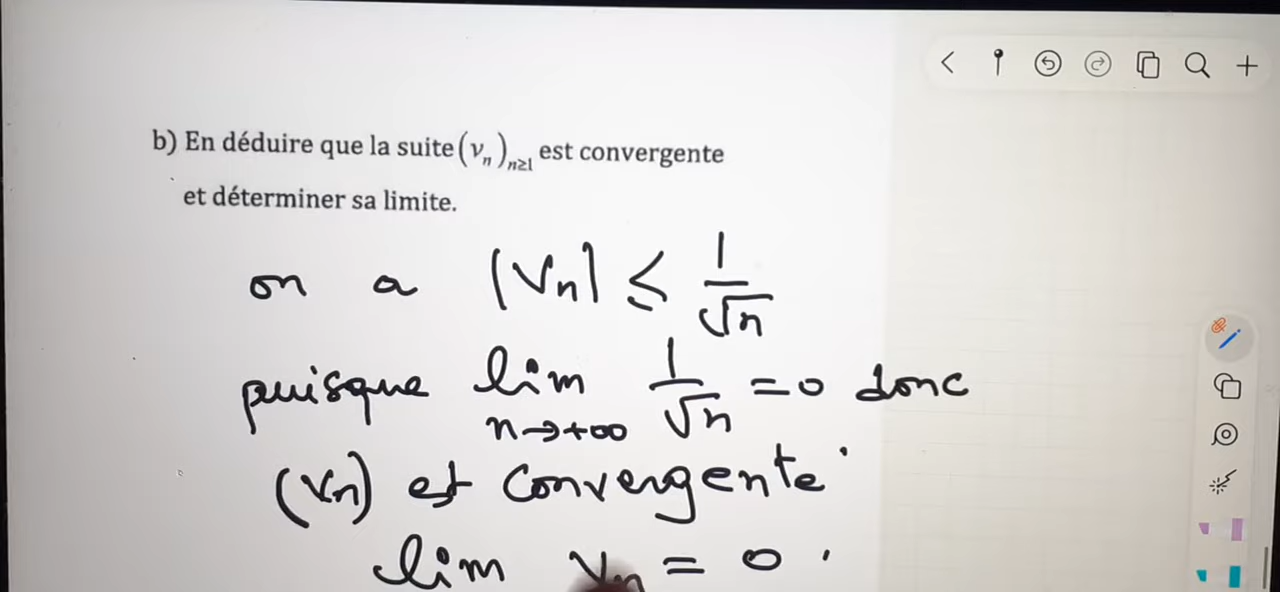 b) En déduire que la suite (vₙ)ₙ≥₁ est convergente
et déterminer sa limite.
on a |Vn| ≤ 1/√n
puisque lim n→+∞ 1/√n = 0 donc
(Vn) est convergente.
lim Vn = 0.